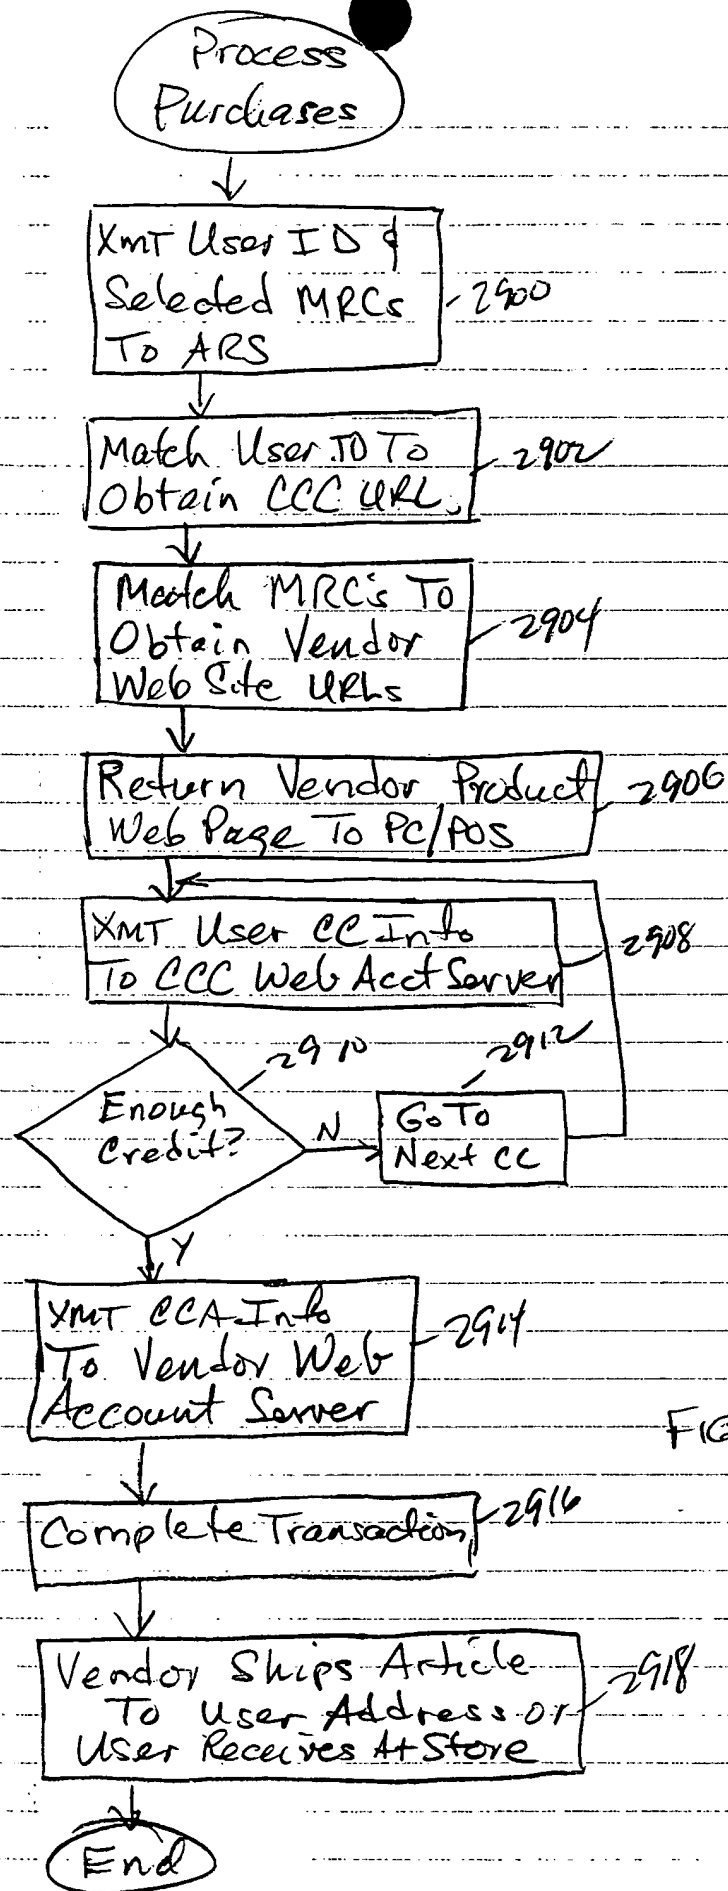 Process
Purchases
XMT User ID &
Selected MRCs
To ARS
2900
Match User ID To
Obtain CCC URL
2902
Match MRC's To
Obtain Vendor
Web Site URLs
2904
Return Vendor Product
Web Page To PC/POS
2906
XMT User CC Info
To CCC Web Acct Server
2908
Enough
Credit?
2910
N
Go To
Next CC
2912
Y
XMT CCA Info
To Vendor Web
Account Server
2914
FIG
Complete Transaction
2916
Vendor Ships Article
To User Address or
User Receives At Store
2918
End